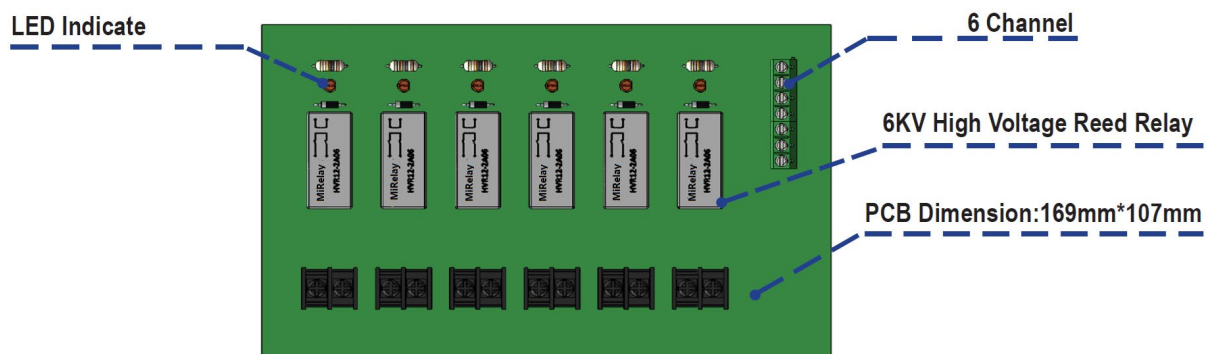 LED Indicate
6 Channel
6KV High Voltage Reed Relay
PCB Dimension:169mm*107mm
MiRelay
HVR12-2A06
MiRelay
HVR12-2A06
MiRelay
HVR12-2A06
MiRelay
HVR12-2A06
MiRelay
HVR12-2A06
MiRelay
HVR12-2A06